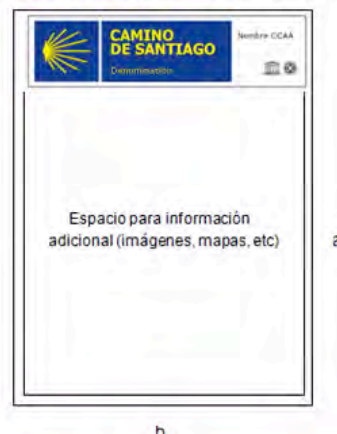 CAMINO
DE SANTIAGO
Denominación
Nombre CCAA
Espacio para información
adicional (imágenes, mapas, etc)
a
b